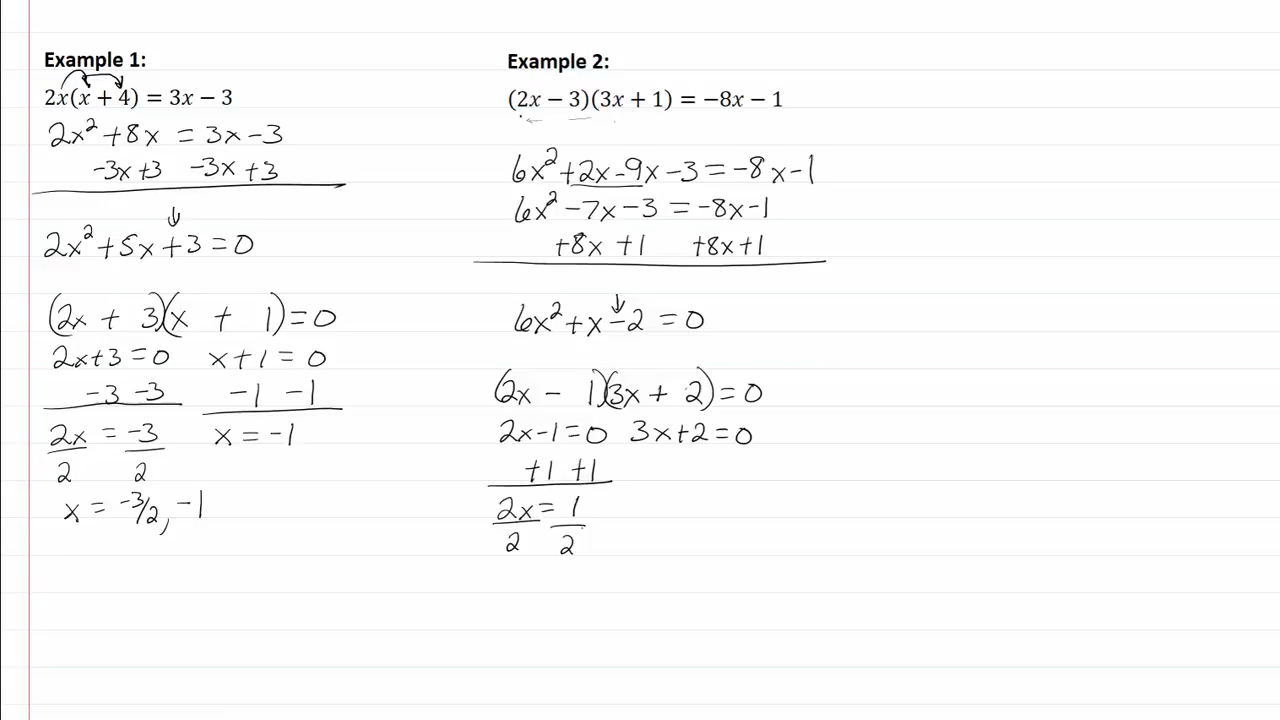 Example 1:
2x(x + 4) = 3x − 3
2x² + 8x = 3x − 3
−3x +3 −3x +3
2x² + 5x + 3 = 0
(2x + 3)(x + 1) = 0
2x + 3 = 0 x + 1 = 0
−3 −3 −1 −1
2x = −3 x = −1
2 2
x = −3/2, −1
Example 2:
(2x − 3)(3x + 1) = −8x − 1
6x² + 2x − 9x − 3 = −8x − 1
6x² − 7x − 3 = −8x − 1
+8x +1 +8x +1
6x² + x − 2 = 0
(2x − 1)(3x + 2) = 0
2x − 1 = 0 3x + 2 = 0
+1 +1
2x = 1
2 2